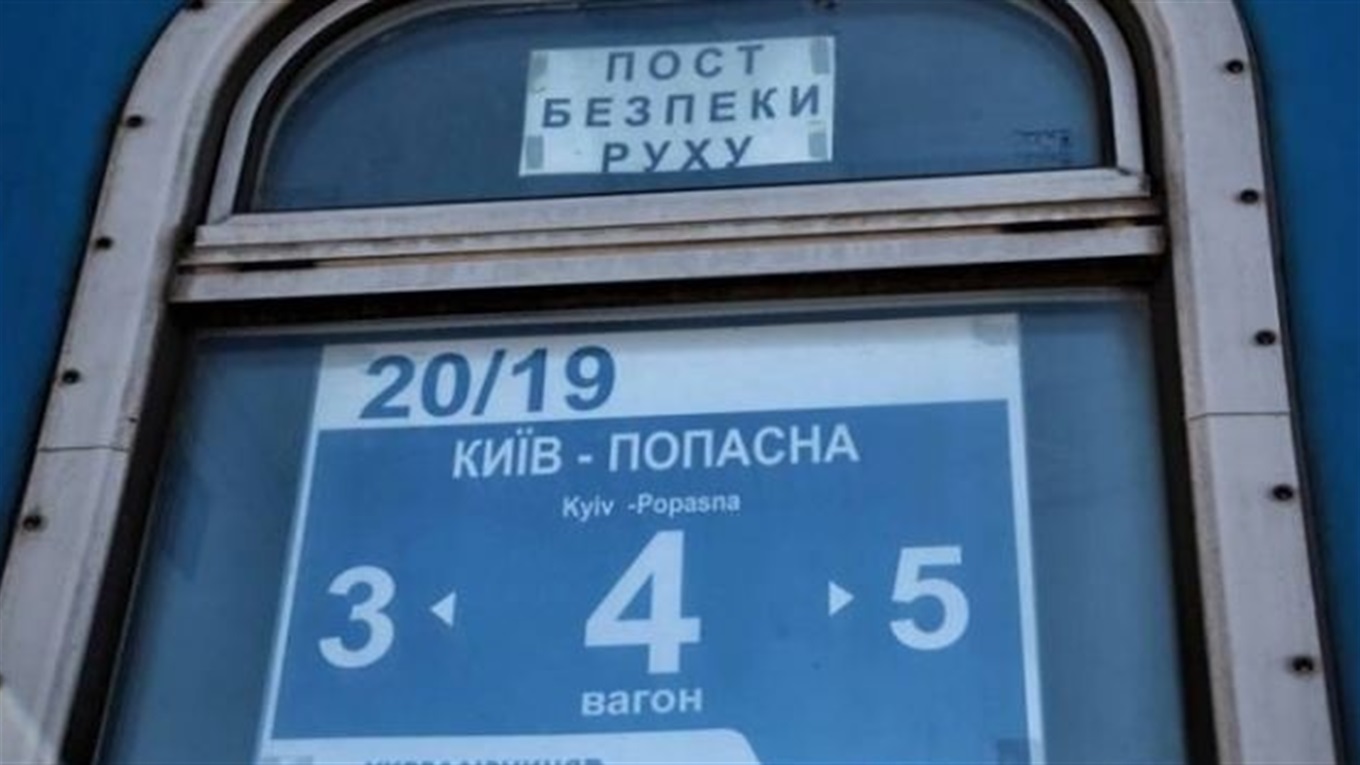 ПОСТ
БЕЗПЕКИ
РУХУ
20/19
КИЇВ - ПОПАСНА
Kyiv -Popasna
3 ◄ 4 ► 5
вагон